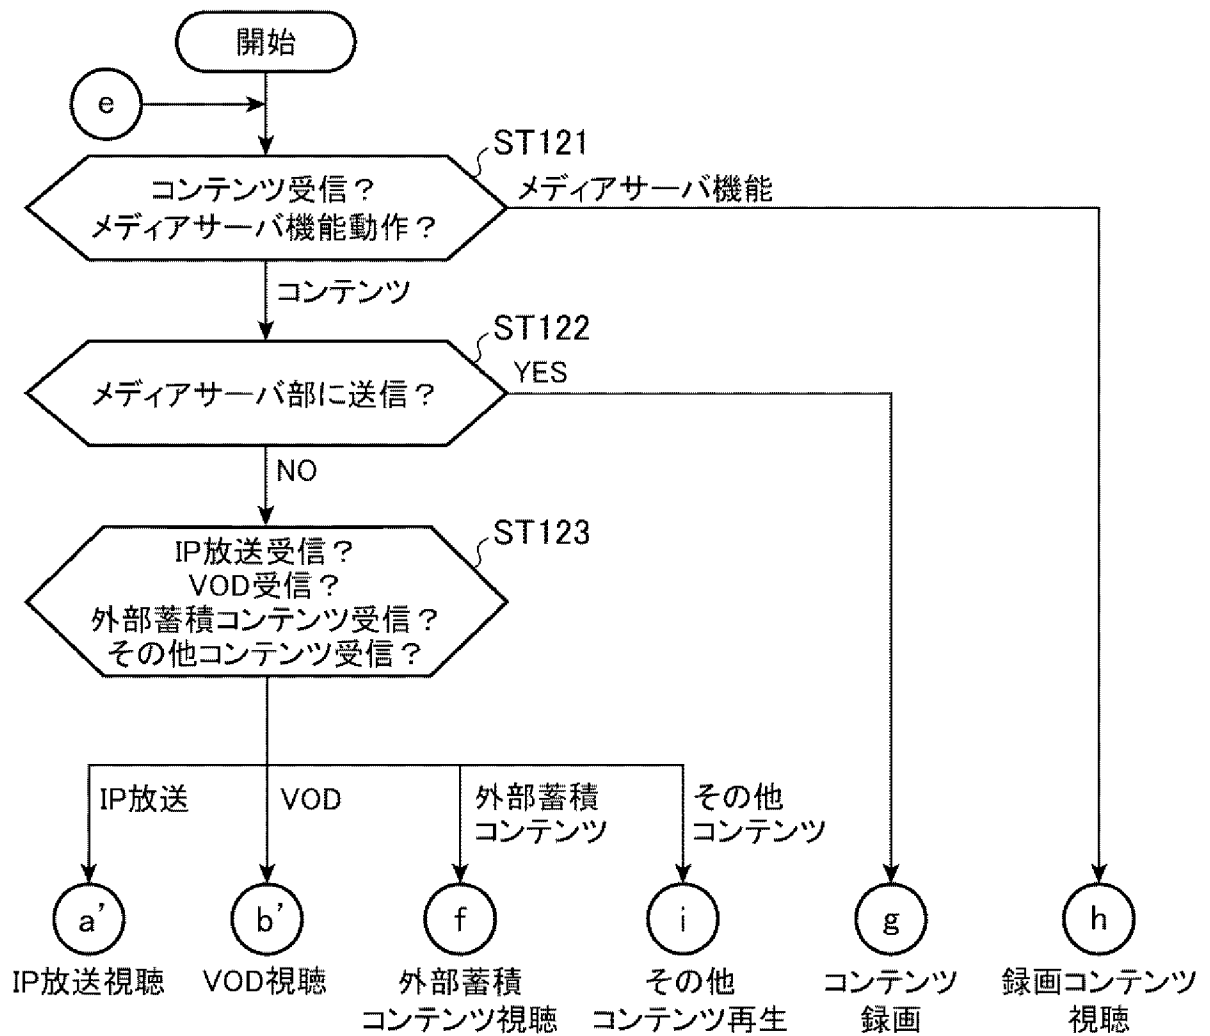 開始
e
ST121
コンテンツ受信？
メディアサーバ機能動作？
メディアサーバ機能
コンテンツ
ST122
メディアサーバ部に送信？
YES
NO
ST123
IP放送受信？
VOD受信？
外部蓄積コンテンツ受信？
その他コンテンツ受信？
IP放送
VOD
外部蓄積
コンテンツ
その他
コンテンツ
a’
b’
f
i
g
h
IP放送視聴
VOD視聴
外部蓄積
コンテンツ視聴
その他
コンテンツ再生
コンテンツ
録画
録画コンテンツ
視聴